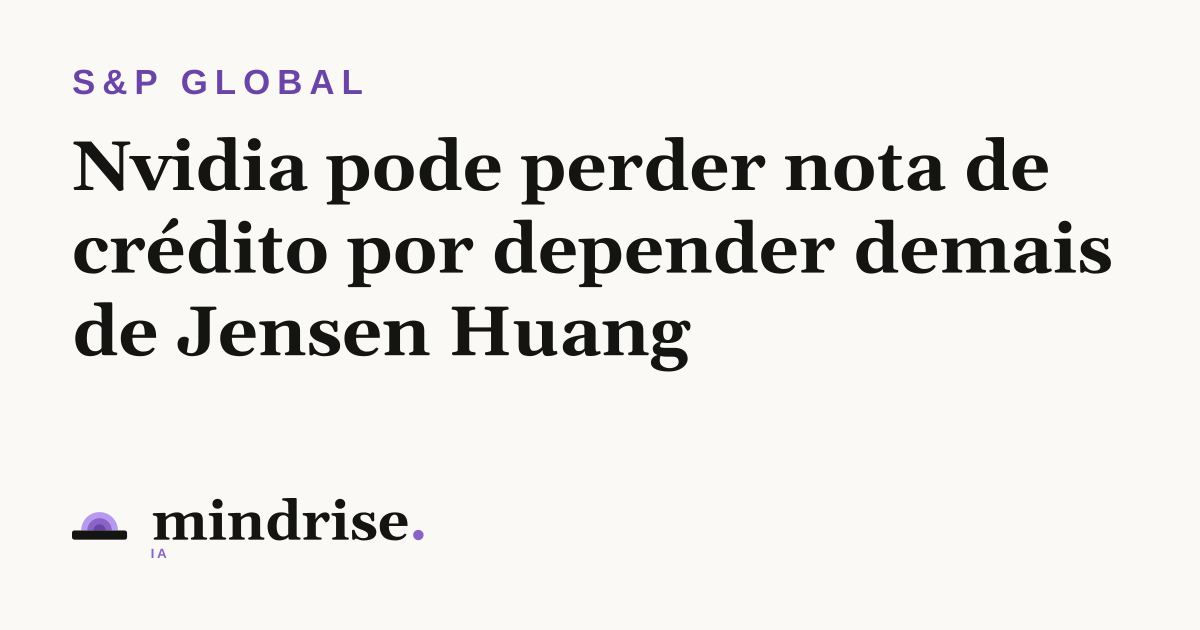 S&P GLOBAL
Nvidia pode perder nota de
crédito por depender demais
de Jensen Huang
mindrise.
IA